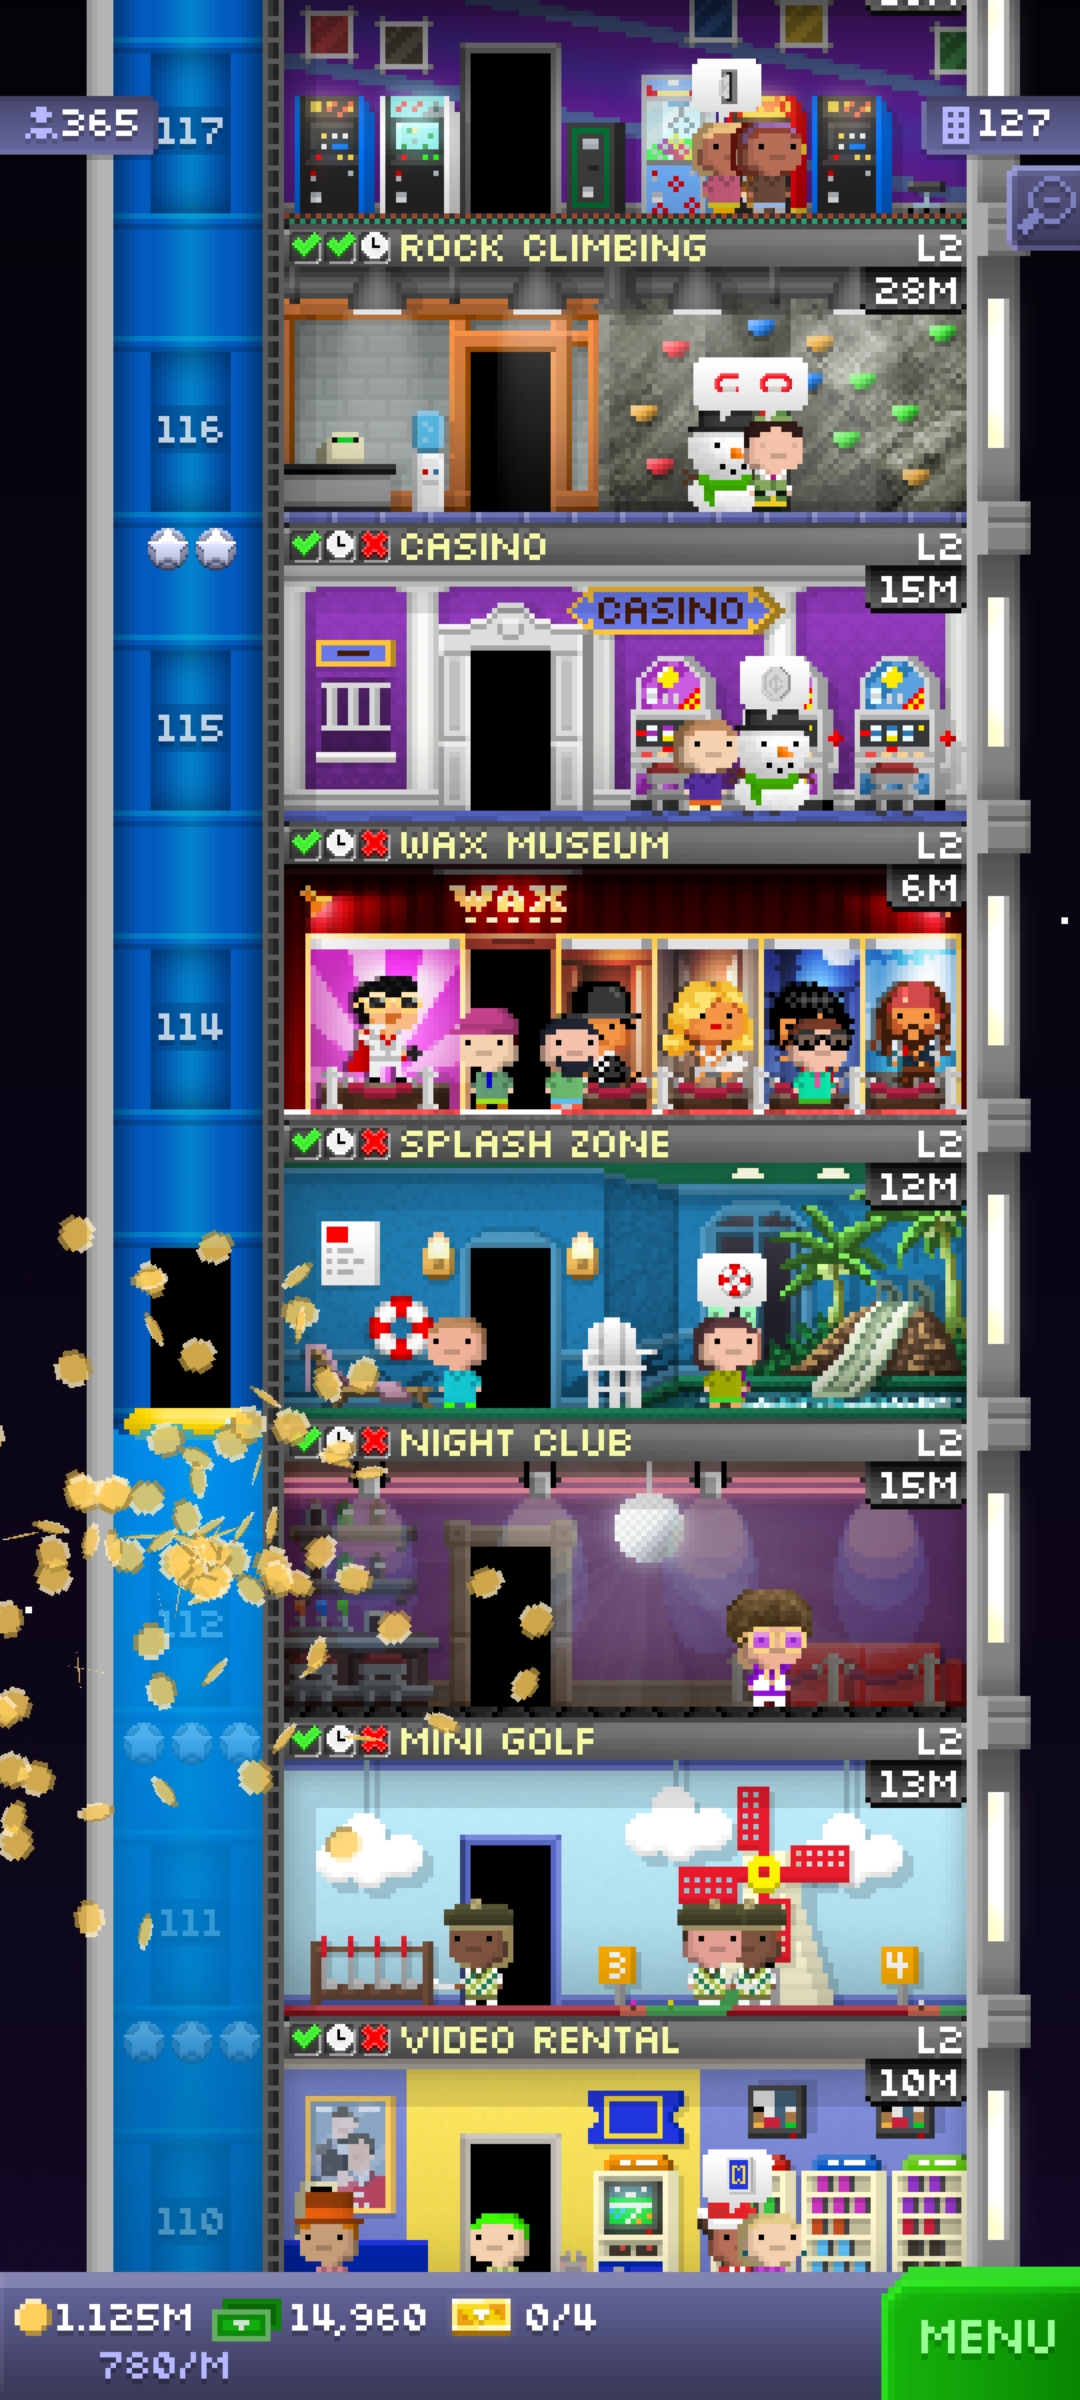 365
117
127
ROCK CLIMBING L2
28M
116
CASINO L2
15M
CASINO
115
WAX MUSEUM L2
6M
WAX
114
SPLASH ZONE L2
12M
NIGHT CLUB L2
15M
112
MINI GOLF L2
13M
111
3
4
VIDEO RENTAL L2
10M
110
1.125M 14,960 0/4
780/M
MENU